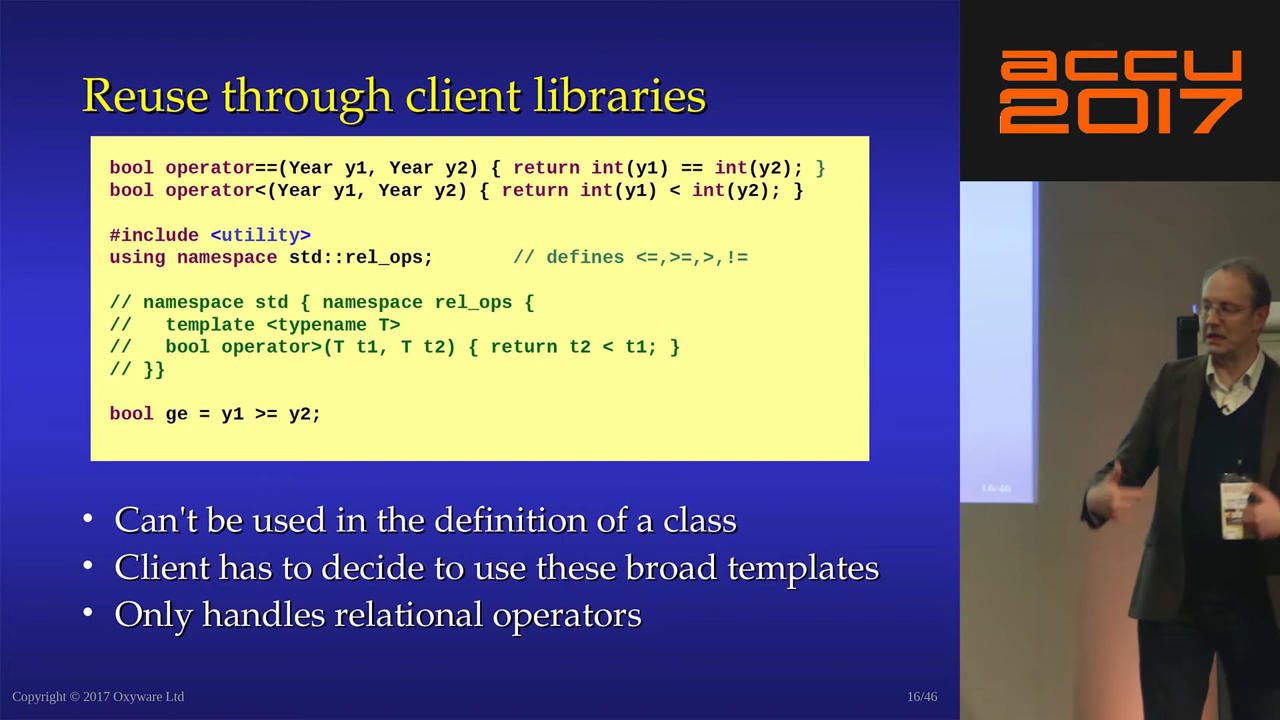 Reuse through client libraries
bool operator==(Year y1, Year y2) { return int(y1) == int(y2); }
bool operator<(Year y1, Year y2) { return int(y1) < int(y2); }
#include <utility>
using namespace std::rel_ops; // defines <=,>=,>,!=
// namespace std { namespace rel_ops {
// template <typename T>
// bool operator>(T t1, T t2) { return t2 < t1; }
// }}
bool ge = y1 >= y2;
• Can't be used in the definition of a class
• Client has to decide to use these broad templates
• Only handles relational operators
Copyright © 2017 Oxyware Ltd
16/46
accu
2017
16/46